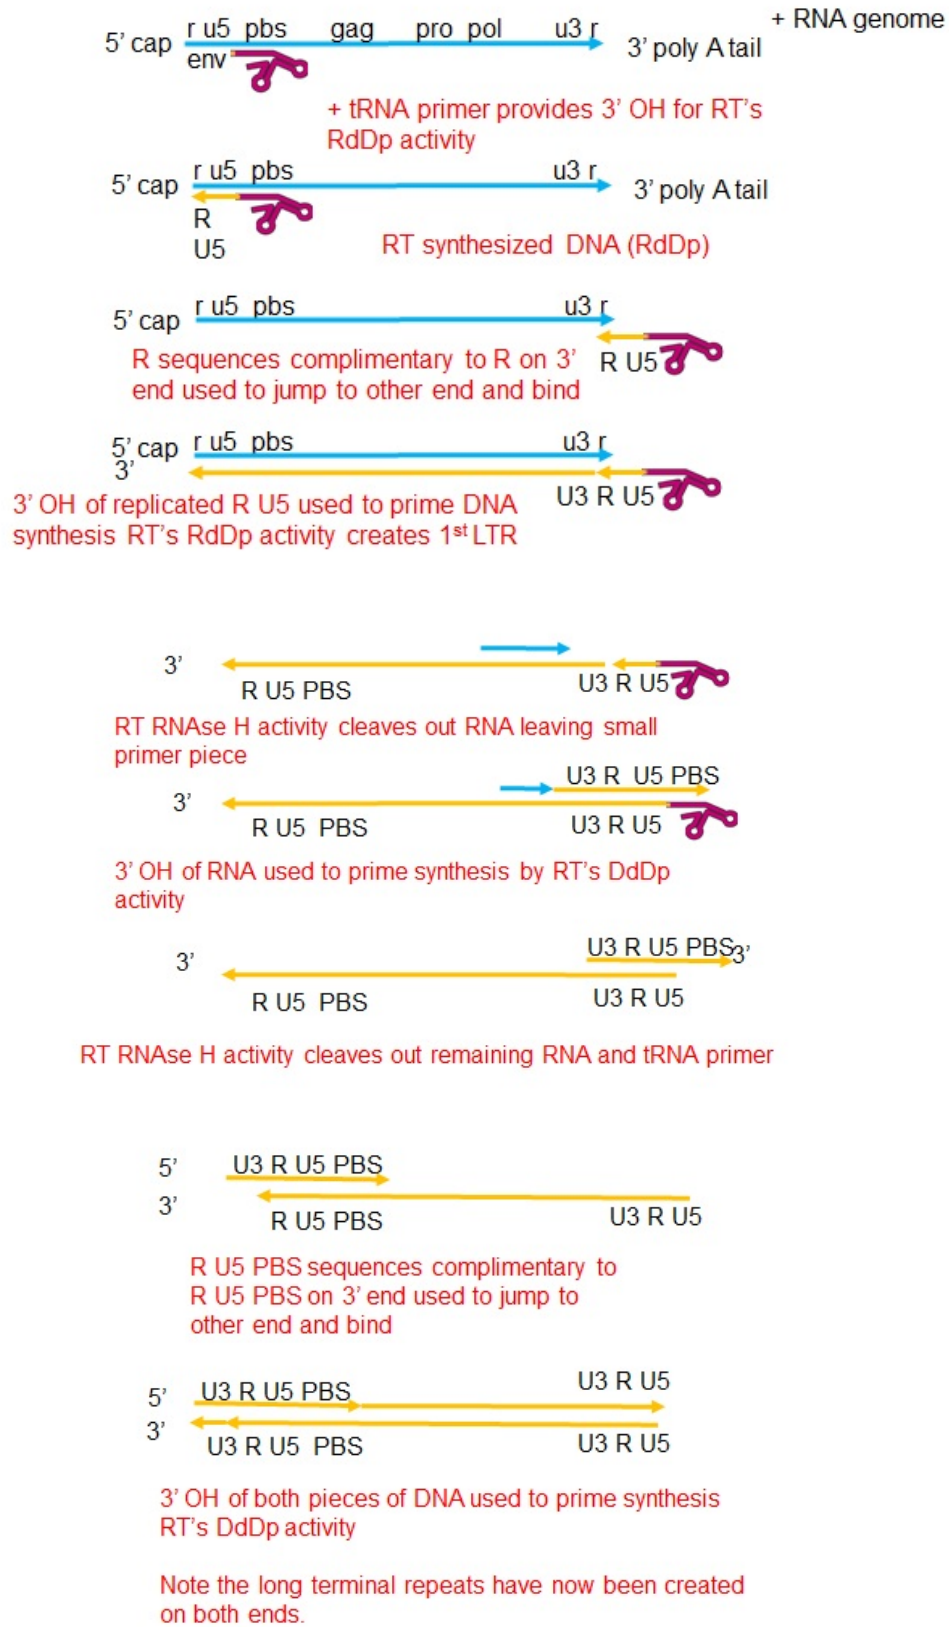 + RNA genome
r u5 pbs gag pro pol u3 r
5' cap 3' poly A tail
env
+ tRNA primer provides 3' OH for RT's
RdDp activity
r u5 pbs u3 r
5' cap 3' poly A tail
R
U5
RT synthesized DNA (RdDp)
r u5 pbs u3 r
5' cap
R U5
R sequences complimentary to R on 3'
end used to jump to other end and bind
5' cap r u5 pbs u3 r
3'
U3 R U5
3' OH of replicated R U5 used to prime DNA
synthesis RT's RdDp activity creates 1st LTR
3'
R U5 PBS U3 R U5
RT RNAse H activity cleaves out RNA leaving small
primer piece
U3 R U5 PBS
3'
R U5 PBS U3 R U5
3' OH of RNA used to prime synthesis by RT's DdDp
activity
U3 R U5 PBS 3'
3'
R U5 PBS U3 R U5
RT RNAse H activity cleaves out remaining RNA and tRNA primer
5' U3 R U5 PBS
3'
R U5 PBS U3 R U5
R U5 PBS sequences complimentary to
R U5 PBS on 3' end used to jump to
other end and bind
5' U3 R U5 PBS U3 R U5
3'
U3 R U5 PBS U3 R U5
3' OH of both pieces of DNA used to prime synthesis
RT's DdDp activity
Note the long terminal repeats have now been created
on both ends.